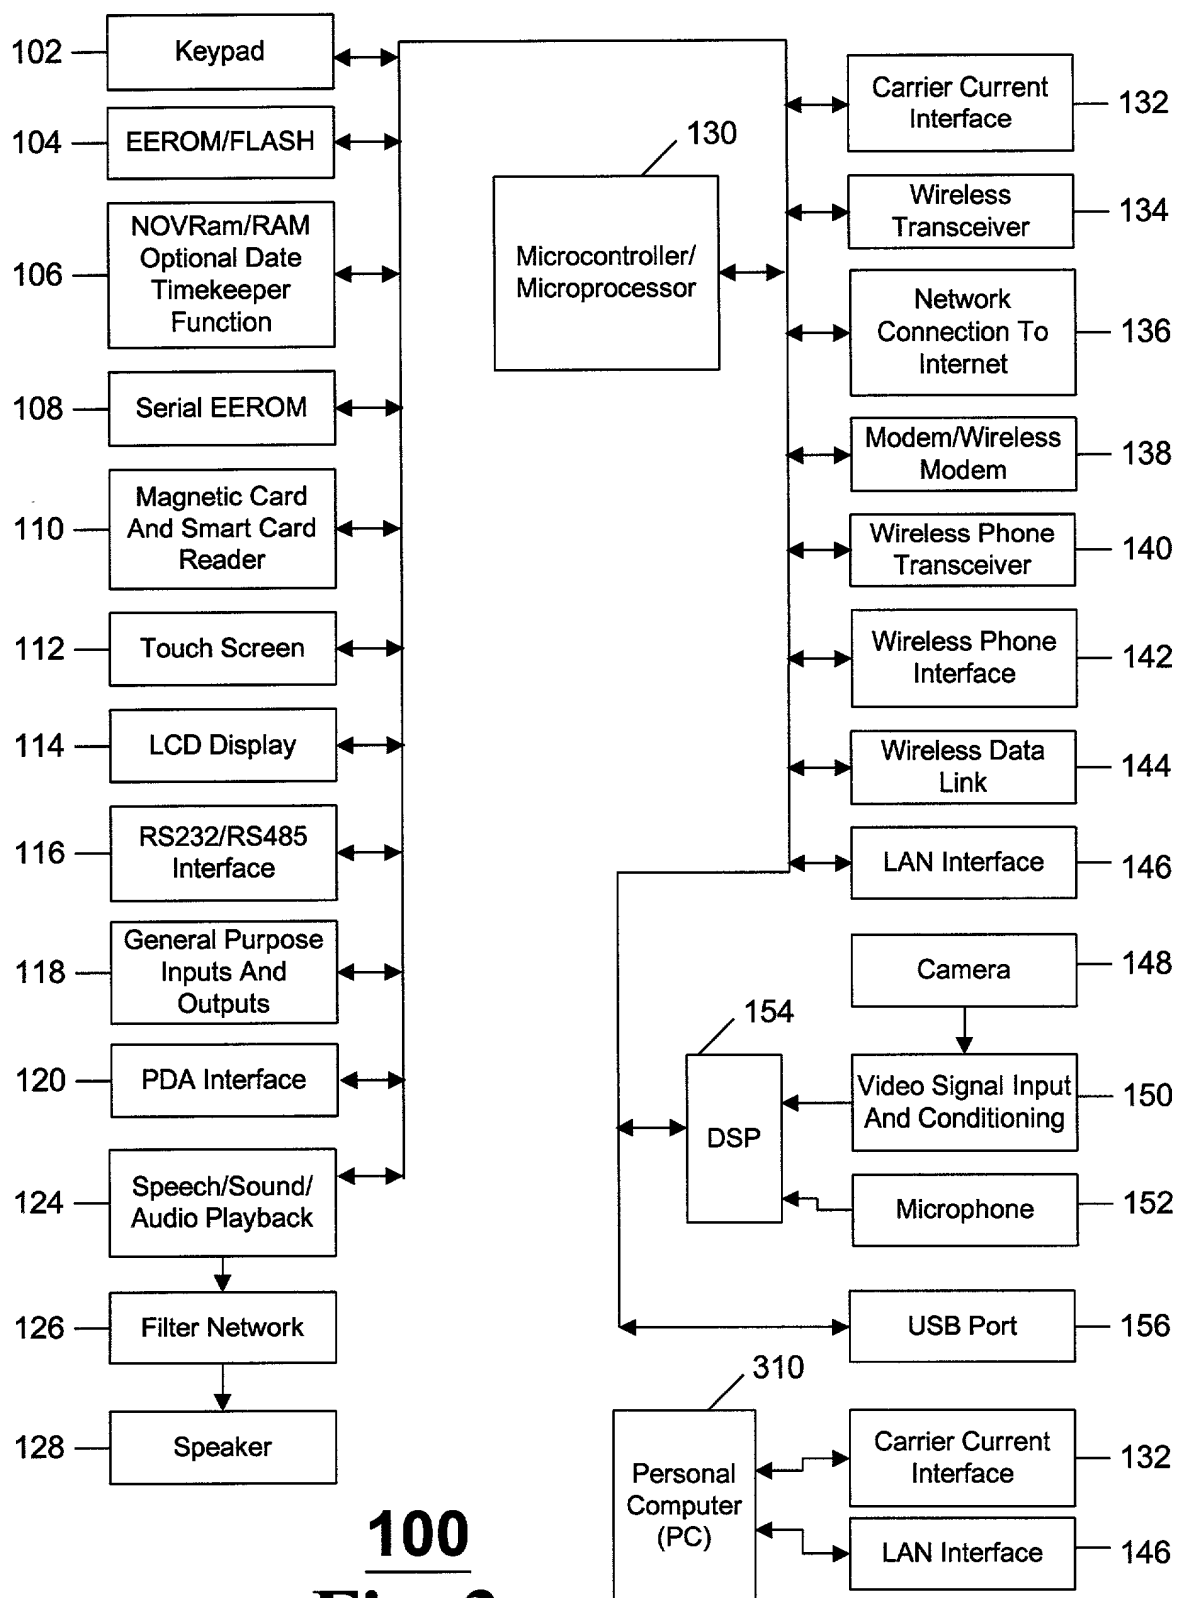 102
Keypad
104
EEROM/FLASH
106
NOVRam/RAM
Optional Date
Timekeeper
Function
108
Serial EEROM
110
Magnetic Card
And Smart Card
Reader
112
Touch Screen
114
LCD Display
116
RS232/RS485
Interface
118
General Purpose
Inputs And
Outputs
120
PDA Interface
124
Speech/Sound/
Audio Playback
126
Filter Network
128
Speaker
130
Microcontroller/
Microprocessor
Carrier Current
Interface
132
Wireless
Transceiver
134
Network
Connection To
Internet
136
Modem/Wireless
Modem
138
Wireless Phone
Transceiver
140
Wireless Phone
Interface
142
Wireless Data
Link
144
LAN Interface
146
Camera
148
154
DSP
Video Signal Input
And Conditioning
150
Microphone
152
USB Port
156
310
Personal
Computer
(PC)
Carrier Current
Interface
132
LAN Interface
146
100